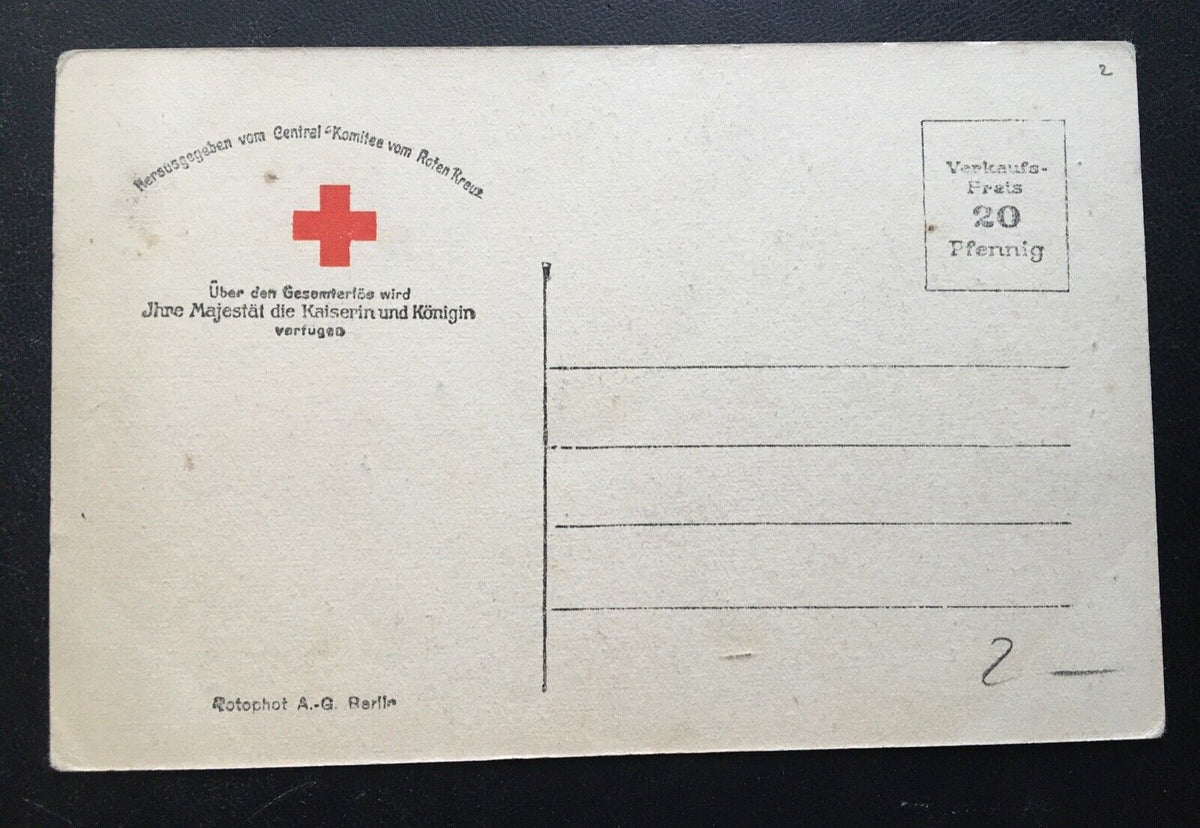 2
Herausgegeben vom Central-Komitee vom Roten Kreuz
Verkaufs-
Preis
20
Pfennig
Über den Gesamterlös wird
Jhre Majestät die Kaiserin und Königin
verfügen
2 —
Rotophot A.-G. Berlin